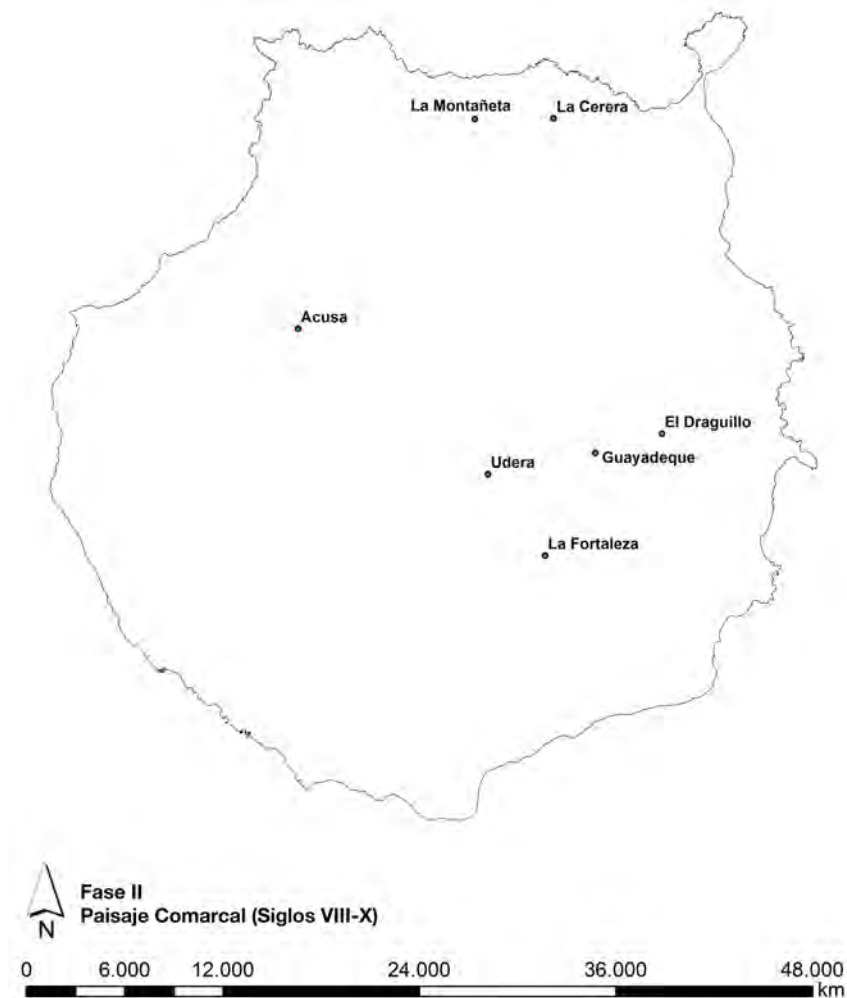 La Montañeta
La Cerera
Acusa
El Draguillo
Guayadeque
Udera
La Fortaleza
Fase II
Paisaje Comarcal (Siglos VIII-X)
N
0 6.000 12.000 24.000 36.000 48.000
km